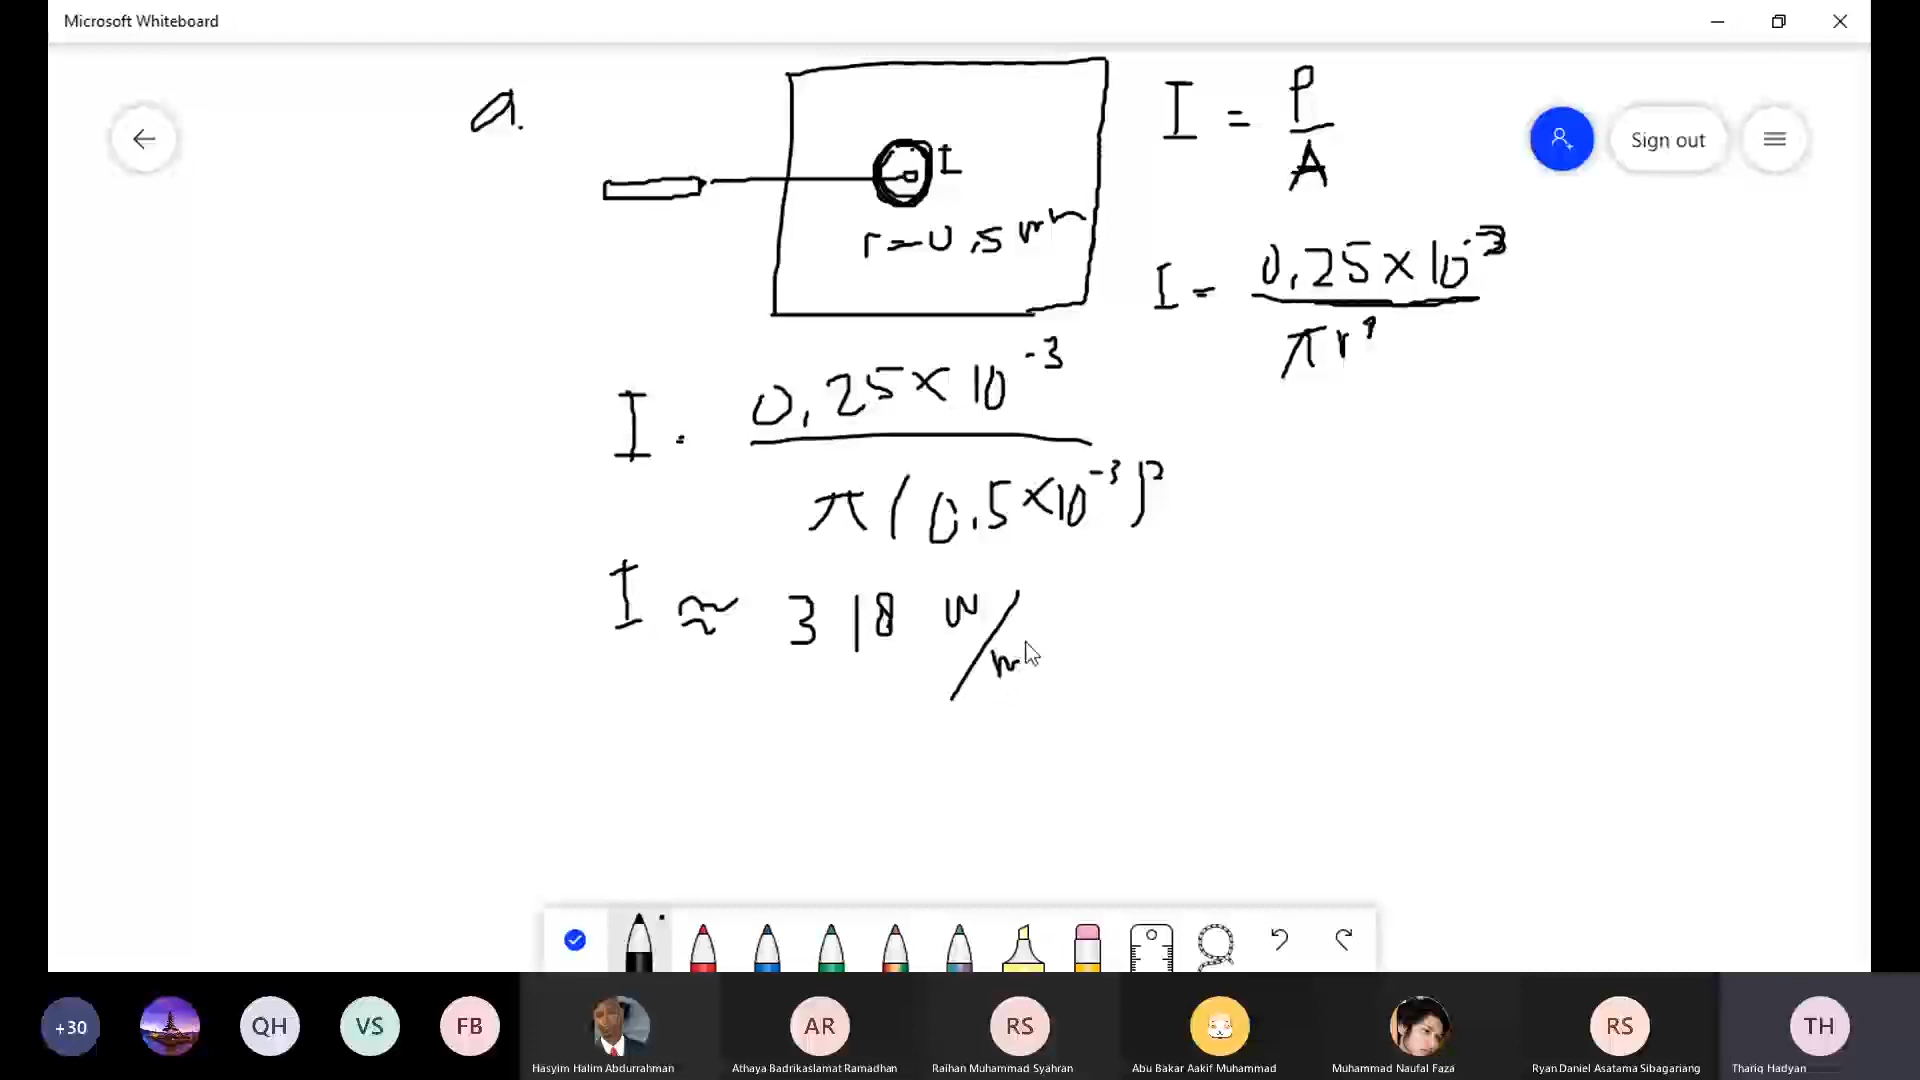 Microsoft Whiteboard
a.
I
r=0.5 mm
I = P/A
Sign out
I = 0,25×10^-3 / πr²
I = 0,25×10^-3 / π(0.5×10^-3)²
I ≈ 318 W/m
+30
QH
VS
FB
AR
RS
RS
TH
Hasyim Halim Abdurrahman
Athaya Badrikaslamat Ramadhan
Raihan Muhammad Syahran
Abu Bakar Aakif Muhammad
Muhammad Naufal Faza
Ryan Daniel Asatama Sibagariang
Thariq Hadyan